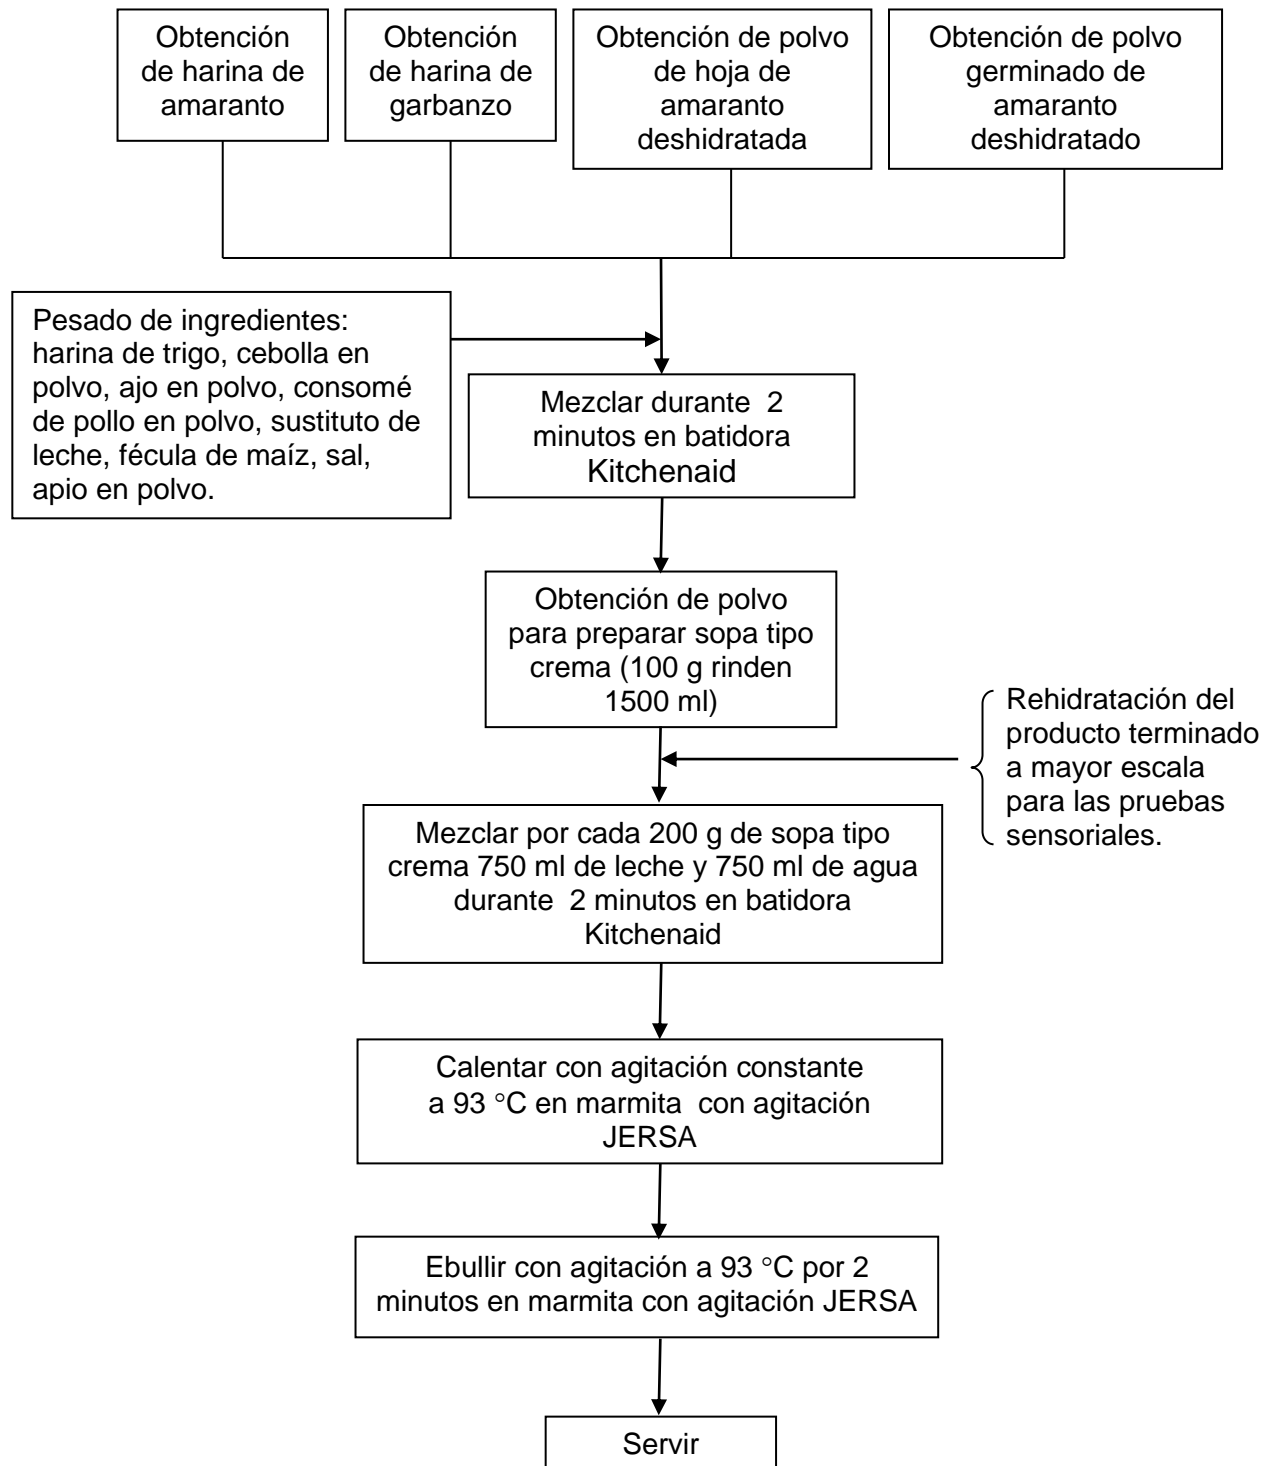 Obtención
de harina de
amaranto
Obtención
de harina de
garbanzo
Obtención de polvo
de hoja de
amaranto
deshidratada
Obtención de polvo
germinado de
amaranto
deshidratado
Pesado de ingredientes:
harina de trigo, cebolla en
polvo, ajo en polvo, consomé
de pollo en polvo, sustituto de
leche, fécula de maíz, sal,
apio en polvo.
Mezclar durante 2
minutos en batidora
Kitchenaid
Obtención de polvo
para preparar sopa tipo
crema (100 g rinden
1500 ml)
Rehidratación del
producto terminado
a mayor escala
para las pruebas
sensoriales.
Mezclar por cada 200 g de sopa tipo
crema 750 ml de leche y 750 ml de agua
durante 2 minutos en batidora
Kitchenaid
Calentar con agitación constante
a 93 °C en marmita con agitación
JERSA
Ebullir con agitación a 93 °C por 2
minutos en marmita con agitación JERSA
Servir